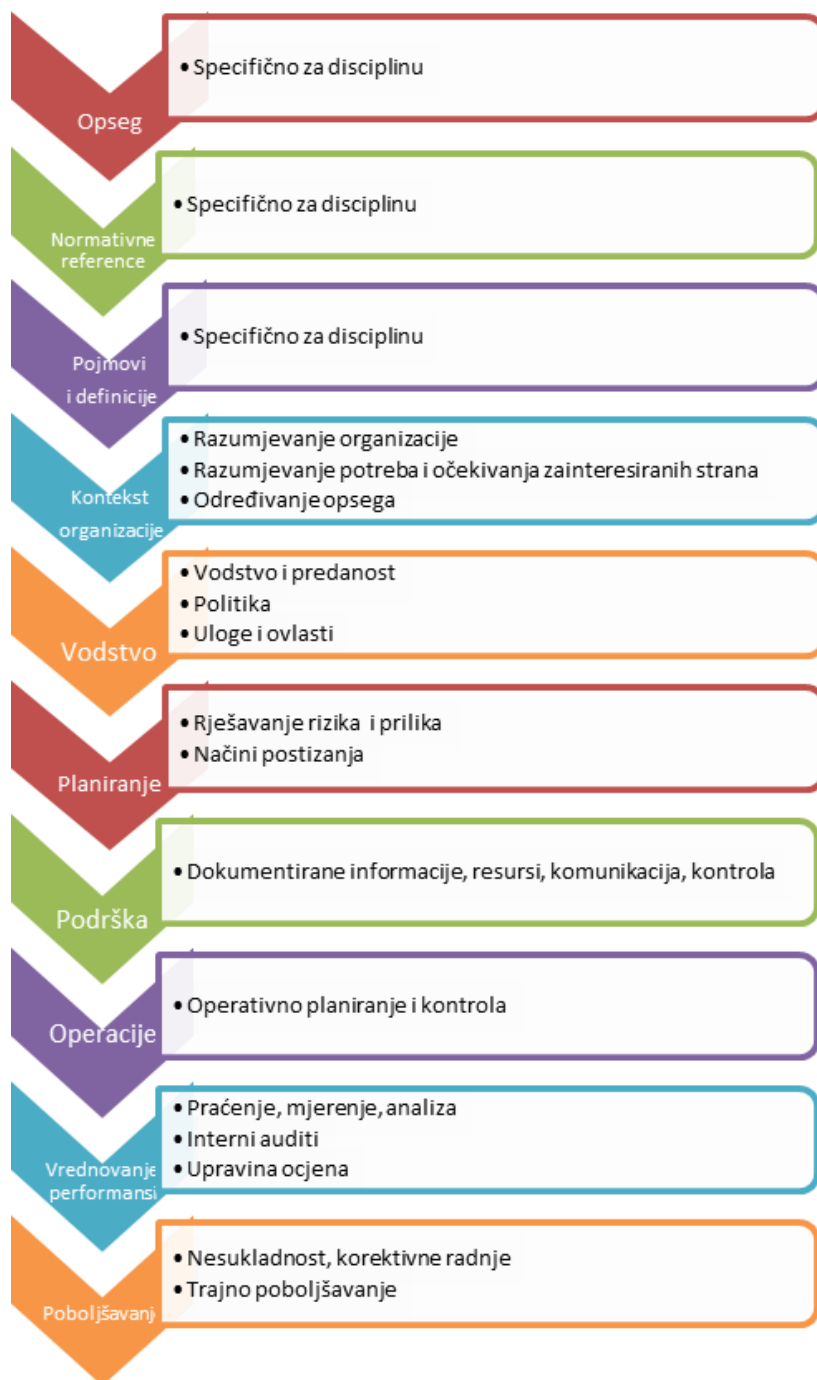 Opseg
• Specifično za disciplinu
Normativne
reference
• Specifično za disciplinu
Pojmovi
i definicije
• Specifično za disciplinu
Kontekst
organizacije
• Razumjevanje organizacije
• Razumjevanje potreba i očekivanja zainteresiranih strana
• Određivanje opsega
Vodstvo
• Vodstvo i predanost
• Politika
• Uloge i ovlasti
Planiranje
• Rješavanje rizika i prilika
• Načini postizanja
Podrška
• Dokumentirane informacije, resursi, komunikacija, kontrola
Operacije
• Operativno planiranje i kontrola
Vrednovanje
performansi
• Praćenje, mjerenje, analiza
• Interni auditi
• Upravina ocjena
Poboljšavanj
• Nesukladnost, korektivne radnje
• Trajno poboljšavanje